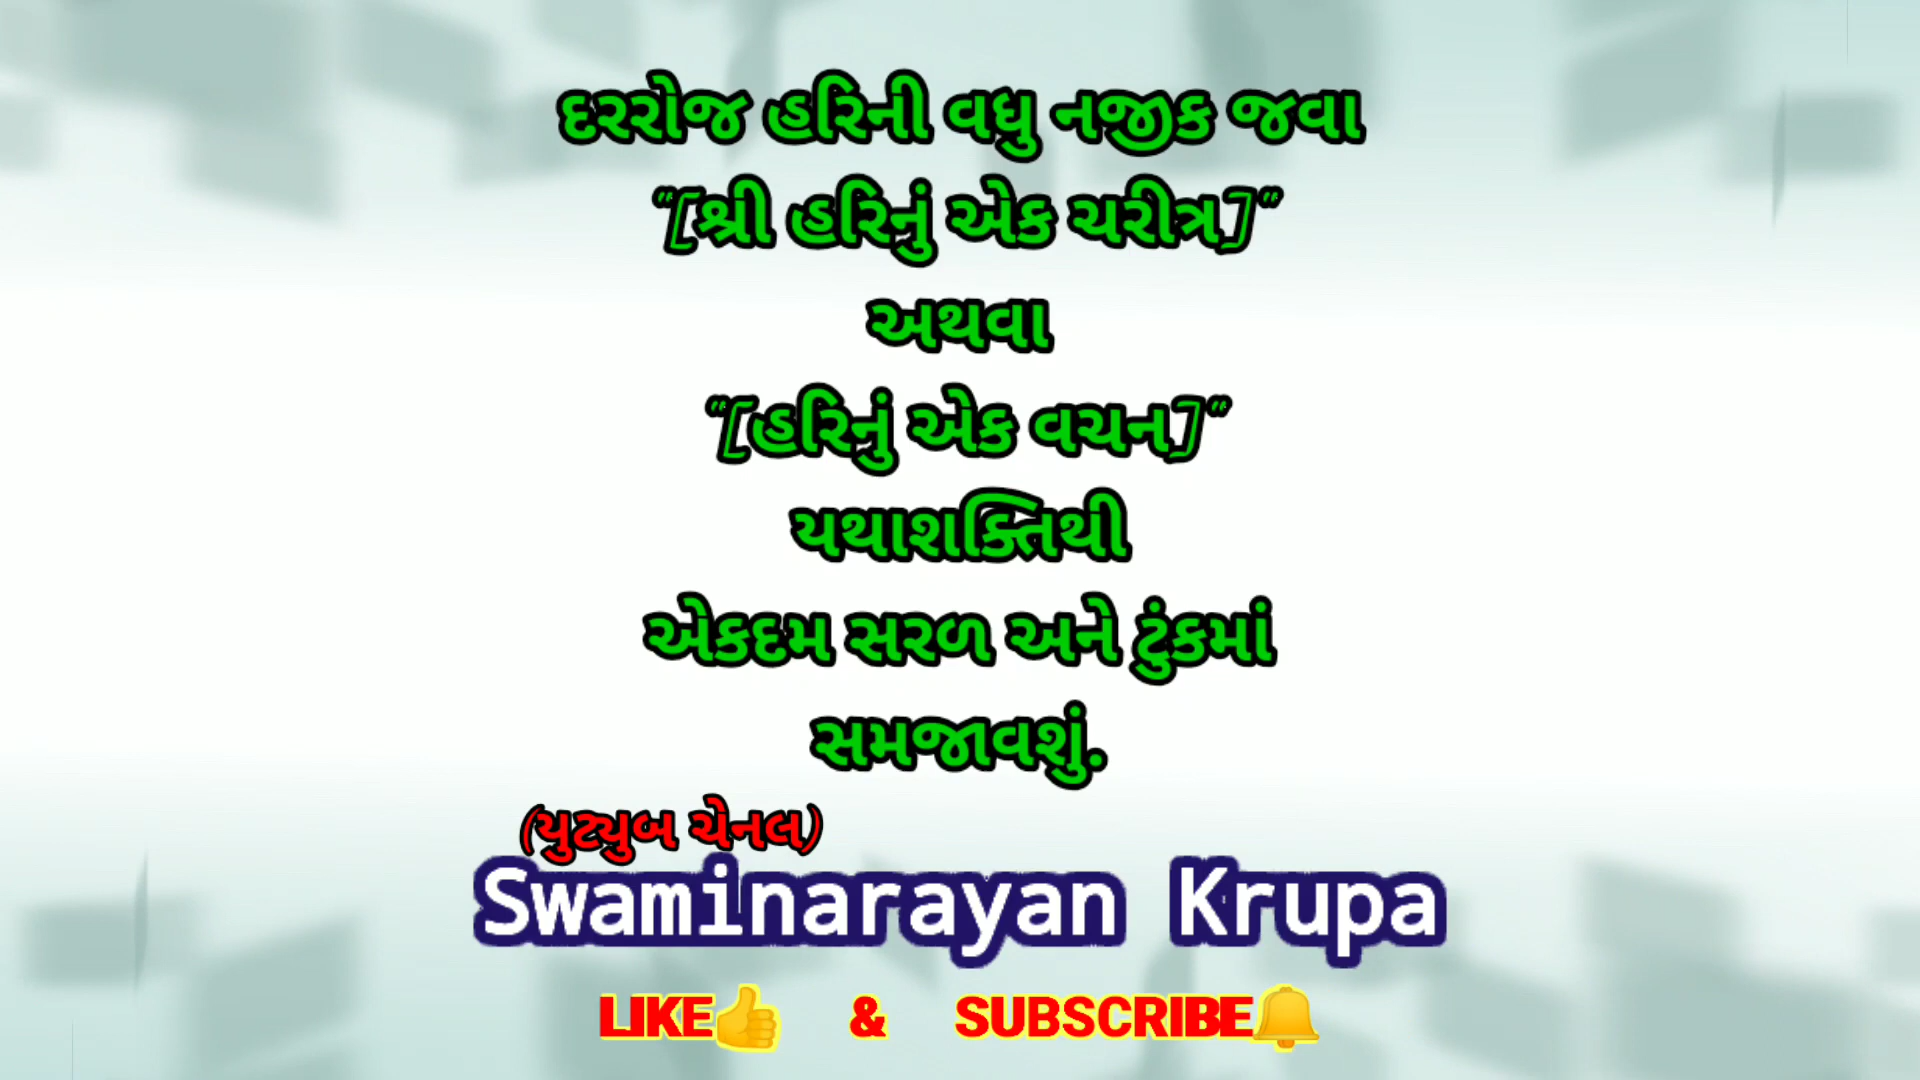 દરરોજ હરિની વધુ નજીક જવા
"[શ્રી હરિનું એક ચરીત્ર]"
અથવા
"[હરિનું એક વચન]"
યથાશક્તિથી
એકદમ સરળ અને ટુંકમાં
સમજાવશું.
(યુટ્યુબ ચેનલ)
Swaminarayan Krupa
LIKE👍 & SUBSCRIBE🔔